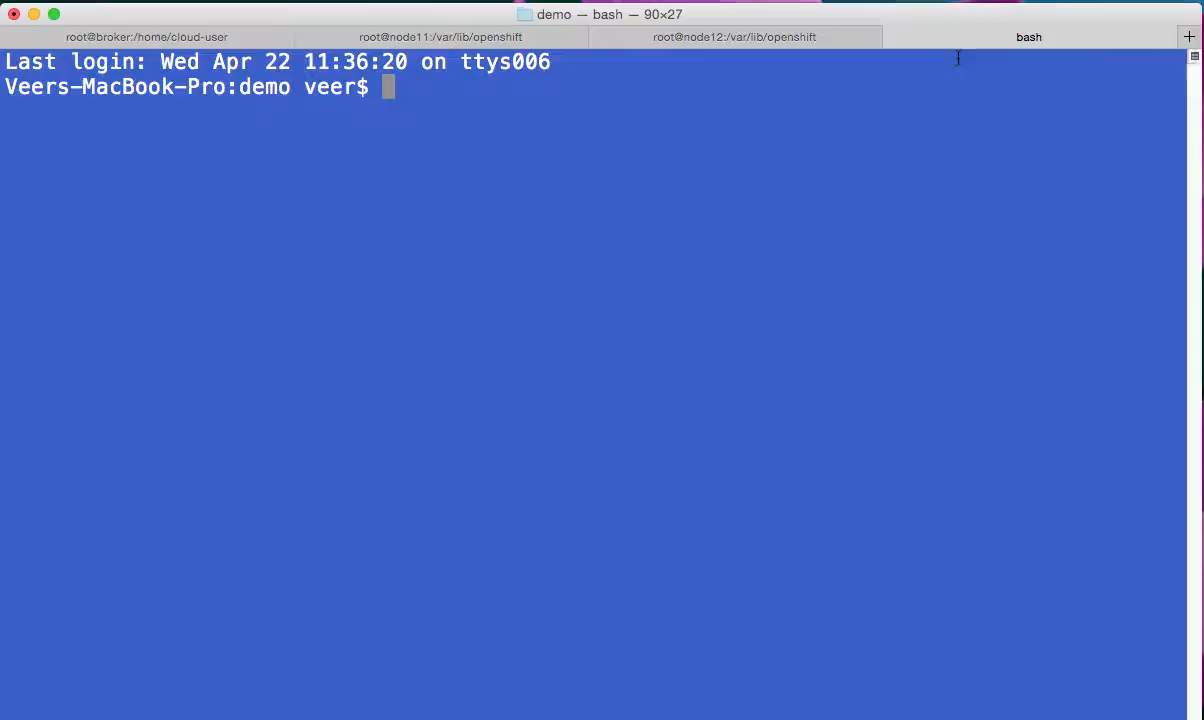 demo — bash — 90×27
root@broker:/home/cloud-user
root@node11:/var/lib/openshift
root@node12:/var/lib/openshift
bash
+
Last login: Wed Apr 22 11:36:20 on ttys006
Veers-MacBook-Pro:demo veer$